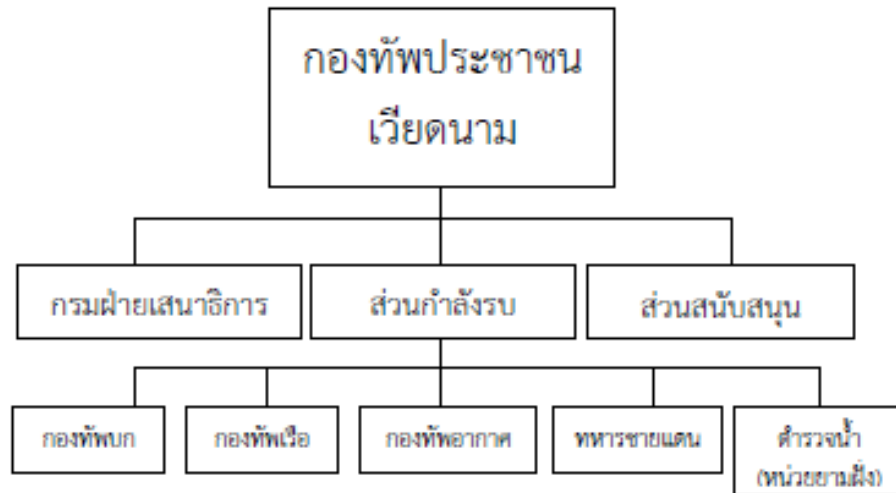 กองทัพประชาชน
เวียดนาม
กรมฝ่ายเสนาธิการ
ส่วนกำลังรบ
ส่วนสนับสนุน
กองทัพบก
กองทัพเรือ
กองทัพอากาศ
ทหารชายแดน
ตำรวจน้ำ
(หน่วยยามฝั่ง)